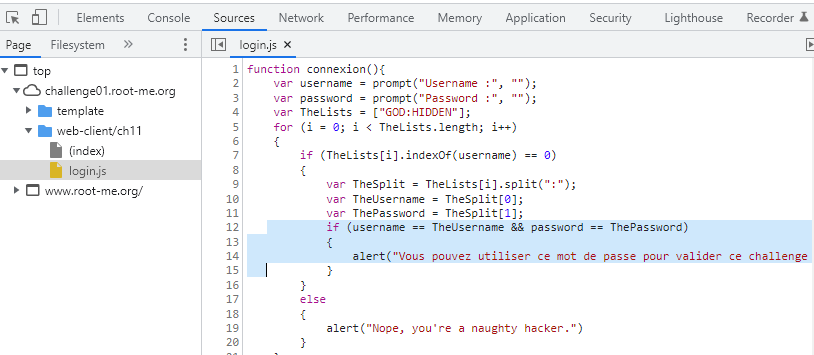 Elements Console Sources Network Performance Memory Application Security Lighthouse Recorder
Page Filesystem » login.js ×
top
challenge01.root-me.org
template
web-client/ch11
(index)
login.js
www.root-me.org/
1 function connexion(){
2 var username = prompt("Username :", "");
3 var password = prompt("Password :", "");
4 var TheLists = ["GOD:HIDDEN"];
5 for (i = 0; i < TheLists.length; i++)
6 {
7 if (TheLists[i].indexOf(username) == 0)
8 {
9 var TheSplit = TheLists[i].split(":");
10 var TheUsername = TheSplit[0];
11 var ThePassword = TheSplit[1];
12 if (username == TheUsername && password == ThePassword)
13 {
14 alert("Vous pouvez utiliser ce mot de passe pour valider ce challenge
15 }
16 }
17 else
18 {
19 alert("Nope, you're a naughty hacker.")
20 }